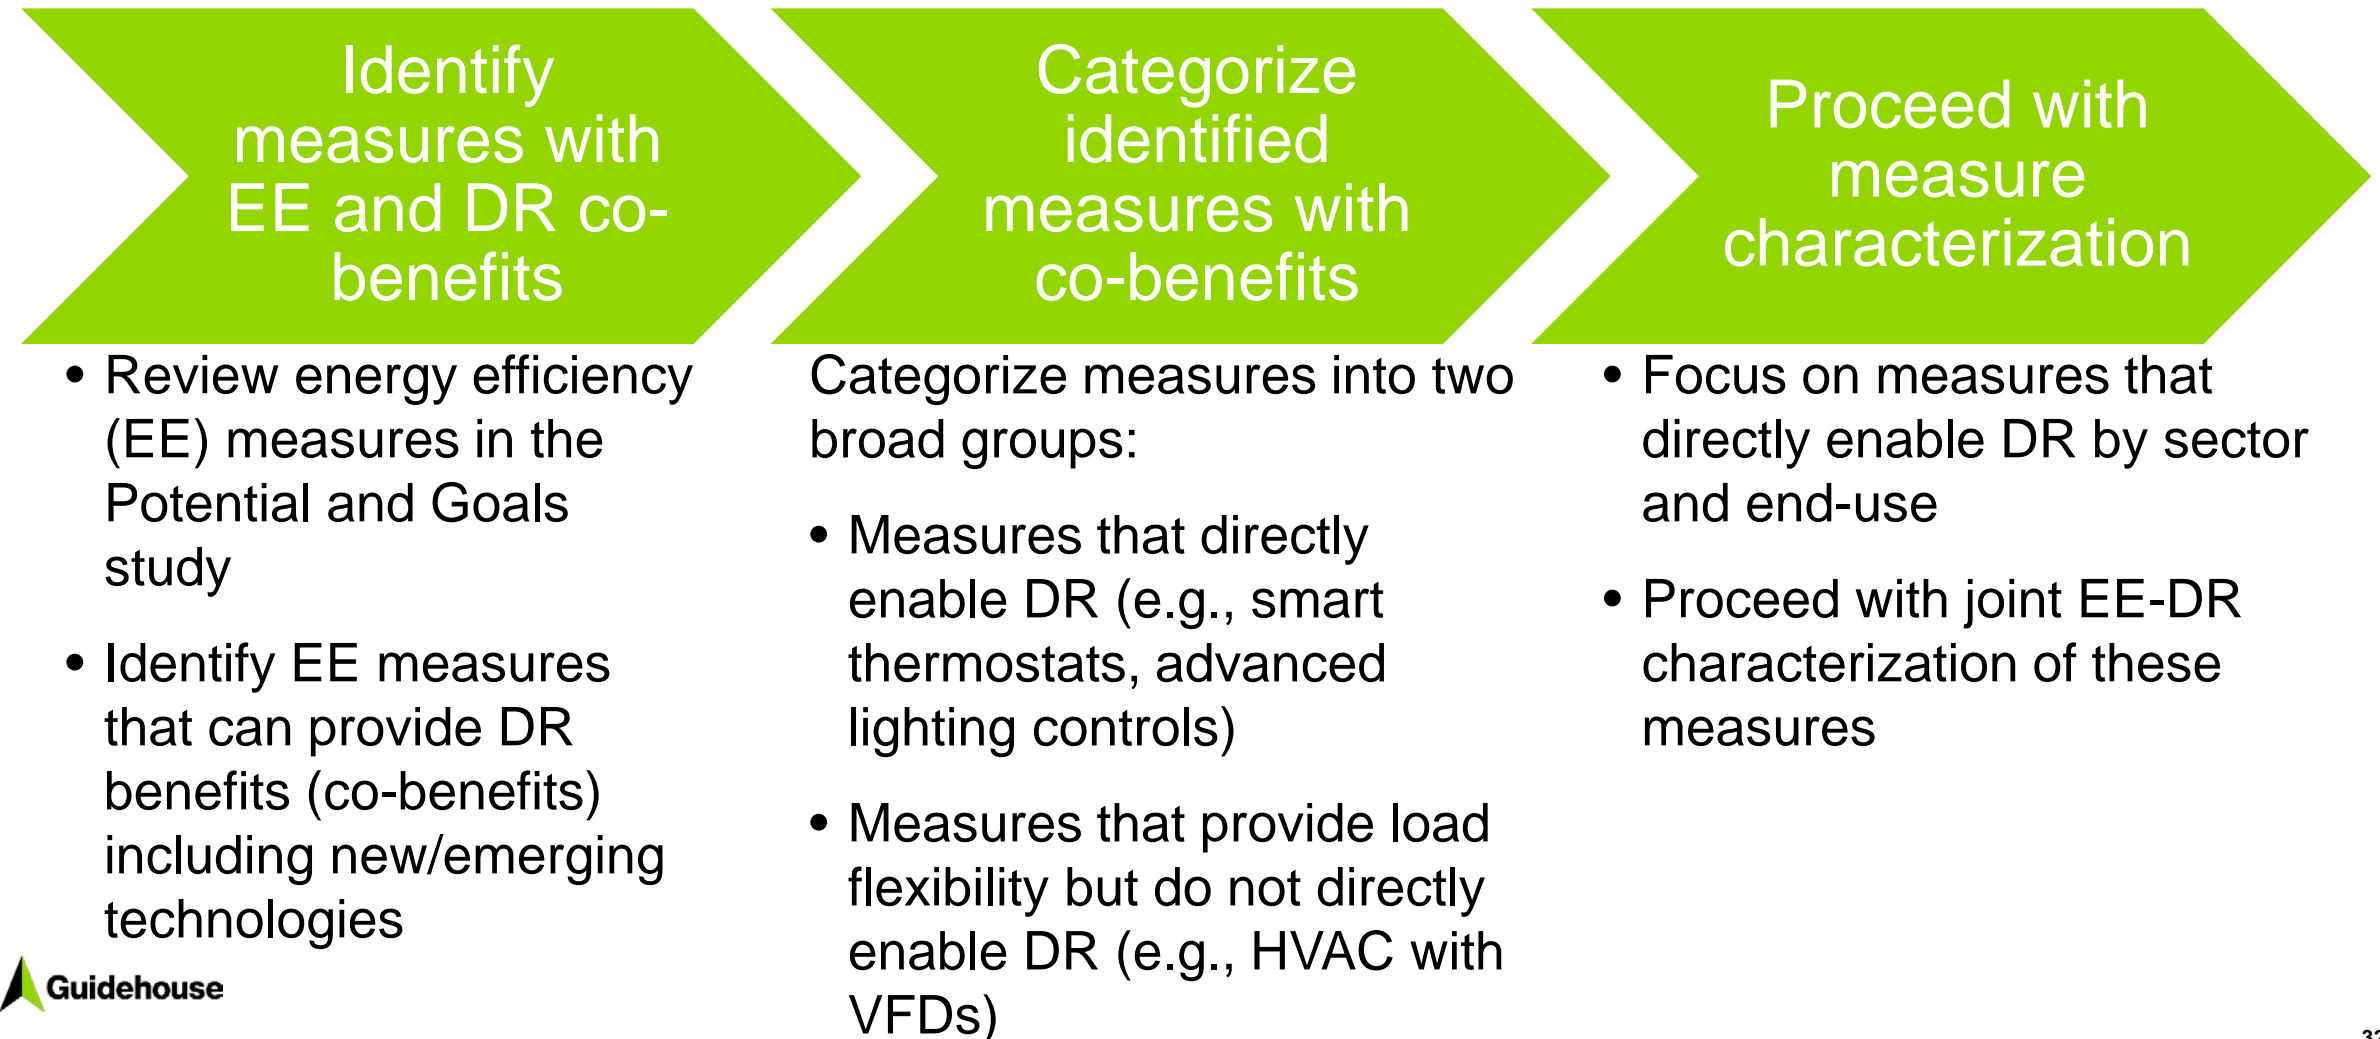 Identify
measures with
EE and DR co-
benefits
Categorize
identified
measures with
co-benefits
Proceed with
measure
characterization
• Review energy efficiency
(EE) measures in the
Potential and Goals
study
• Identify EE measures
that can provide DR
benefits (co-benefits)
including new/emerging
technologies
Categorize measures into two
broad groups:
• Measures that directly
enable DR (e.g., smart
thermostats, advanced
lighting controls)
• Measures that provide load
flexibility but do not directly
enable DR (e.g., HVAC with
VFDs)
• Focus on measures that
directly enable DR by sector
and end-use
• Proceed with joint EE-DR
characterization of these
measures
Guidehouse